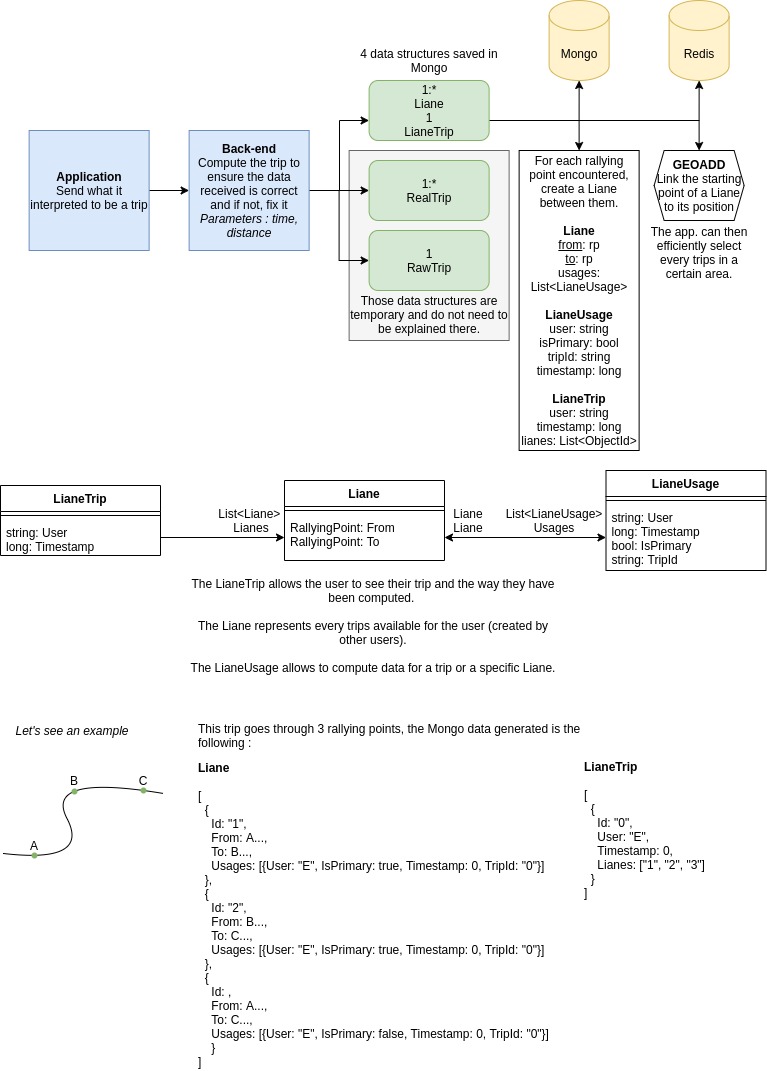 4 data structures saved in
Mongo
Mongo
Redis
1:*
Liane
1
LianeTrip
Application
Send what it
interpreted to be a trip
Back-end
Compute the trip to
ensure the data
received is correct
and if not, fix it
Parameters : time,
distance
1:*
RealTrip
1
RawTrip
Those data structures are
temporary and do not need to
be explained there.
For each rallying
point encountered,
create a Liane
between them.
Liane
from: rp
to: rp
usages:
List<LianeUsage>
LianeUsage
user: string
isPrimary: bool
tripId: string
timestamp: long
LianeTrip
user: string
timestamp: long
lianes: List<ObjectId>
GEOADD
Link the starting
point of a Liane
to its position
The app. can then
efficiently select
every trips in a
certain area.
LianeTrip
string: User
long: Timestamp
List<Liane>
Lianes
Liane
RallyingPoint: From
RallyingPoint: To
Liane
Liane
List<LianeUsage>
Usages
LianeUsage
string: User
long: Timestamp
bool: IsPrimary
string: TripId
The LianeTrip allows the user to see their trip and the way they have
been computed.
The Liane represents every trips available for the user (created by
other users).
The LianeUsage allows to compute data for a trip or a specific Liane.
Let's see an example
A
B
C
This trip goes through 3 rallying points, the Mongo data generated is the
following :
Liane
[
{
Id: "1",
From: A...,
To: B...,
Usages: [{User: "E", IsPrimary: true, Timestamp: 0, TripId: "0"}]
},
{
Id: "2",
From: B...,
To: C...,
Usages: [{User: "E", IsPrimary: true, Timestamp: 0, TripId: "0"}]
},
{
Id: ,
From: A...,
To: C...,
Usages: [{User: "E", IsPrimary: false, Timestamp: 0, TripId: "0"}]
}
]
LianeTrip
[
{
Id: "0",
User: "E",
Timestamp: 0,
Lianes: ["1", "2", "3"]
}
]